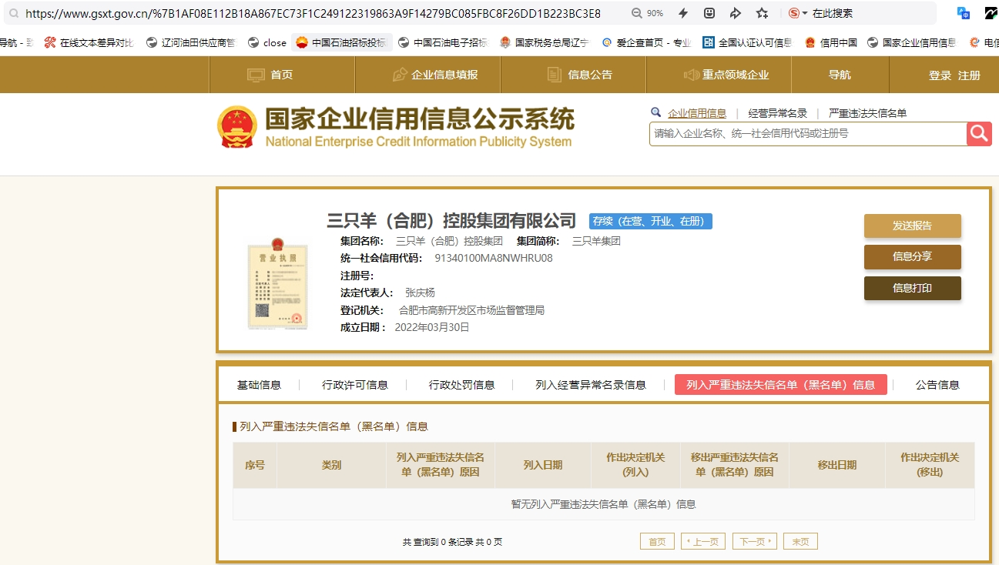 https://www.gsxt.gov.cn/%7B1AF08E112B18A867EC73F1C249122319863A9F14279BC085FBC8F26DD1B223BC3E8
90%
在此搜索
导航 -
在线文本差异对比
辽河油田供应商管
close
中国石油招标投标
中国石油电子招标
国家税务总局辽宁
爱企查首页 - 专业
全国认证认可信息
信用中国
国家企业信用信息
电信
首页
企业信息填报
信息公告
重点领域企业
导航
登录 注册
国家企业信用信息公示系统
National Enterprise Credit Information Publicity System
企业信用信息 | 经营异常名录 | 严重违法失信名单
请输入企业名称、统一社会信用代码或注册号
三只羊（合肥）控股集团有限公司 存续（在营、开业、在册）
集团名称： 三只羊（合肥）控股集团 集团简称： 三只羊集团
统一社会信用代码： 91340100MA8NWHRU08
注册号：
法定代表人： 张庆杨
登记机关： 合肥市高新开发区市场监督管理局
成立日期： 2022年03月30日
营业执照
发送报告
信息分享
信息打印
基础信息
行政许可信息
行政处罚信息
列入经营异常名录信息
列入严重违法失信名单（黑名单）信息
公告信息
列入严重违法失信名单（黑名单）信息
序号
类别
列入严重违法失信名
单（黑名单）原因
列入日期
作出决定机关
(列入)
移出严重违法失信名
单（黑名单）原因
移出日期
作出决定机关
(移出)
暂无列入严重违法失信名单（黑名单）信息
共 查询到 0 条记录 共 0 页
首页
上一页
下一页
末页